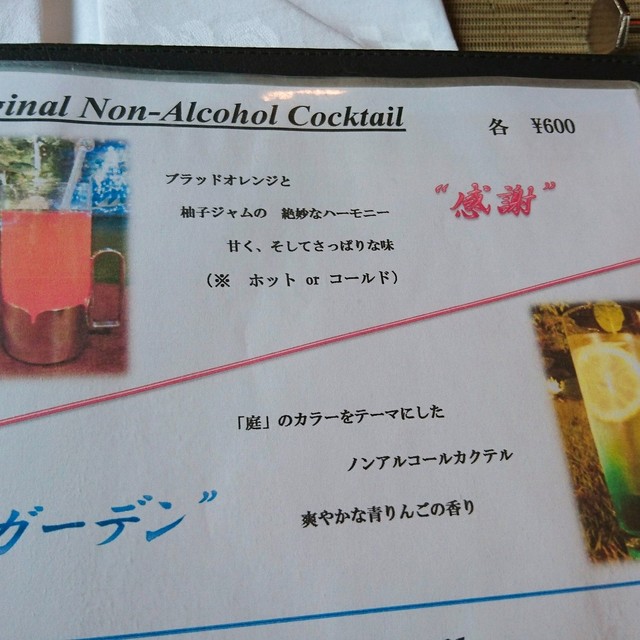 ginal Non-Alcohol Cocktail
各 ¥600
ブラッドオレンジと
柚子ジャムの 絶妙なハーモニー
甘く、そしてさっぱりな味
(※ ホット or コールド)
“感謝”
「庭」のカラーをテーマにした
ノンアルコールカクテル
爽やかな青りんごの香り
ガーデン”